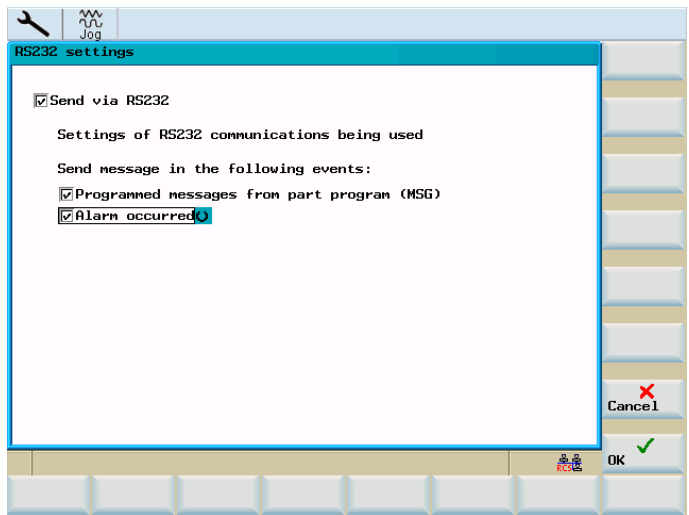 Jog
RS232 settings
Send via RS232
Settings of RS232 communications being used
Send message in the following events:
Programmed messages from part program (MSG)
Alarm occurred
Cancel
RCS
OK